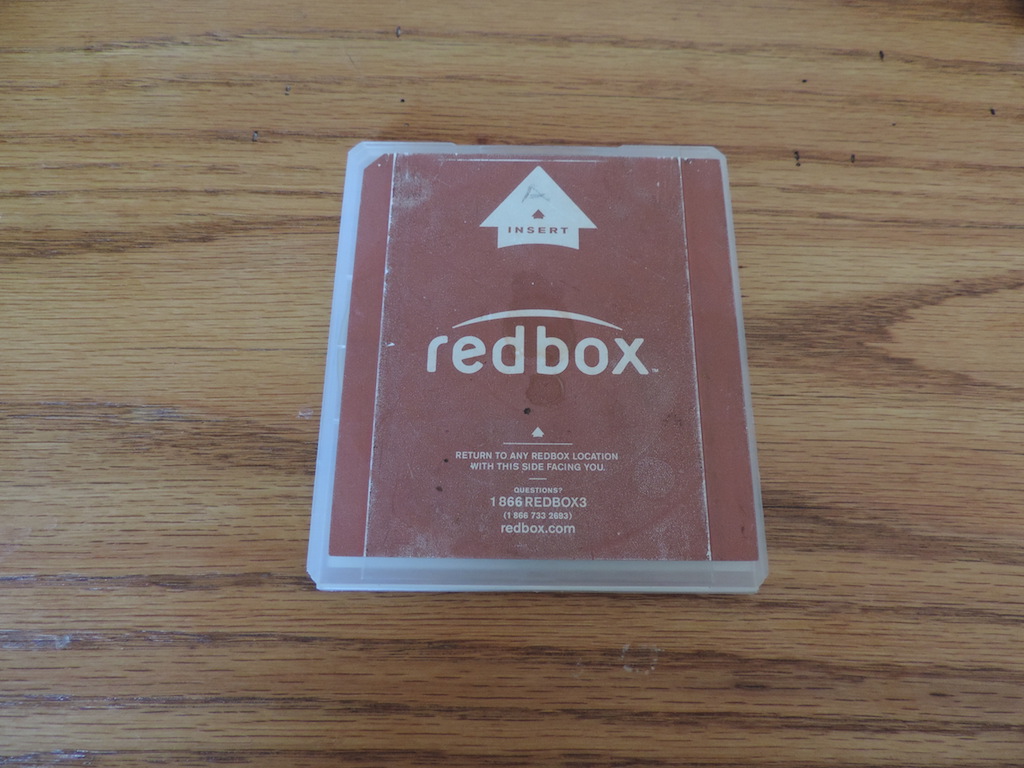 INSERT
redbox™
RETURN TO ANY REDBOX LOCATION
WITH THIS SIDE FACING YOU.
QUESTIONS?
1 866 REDBOX3
(1 866 733 2693)
redbox.com